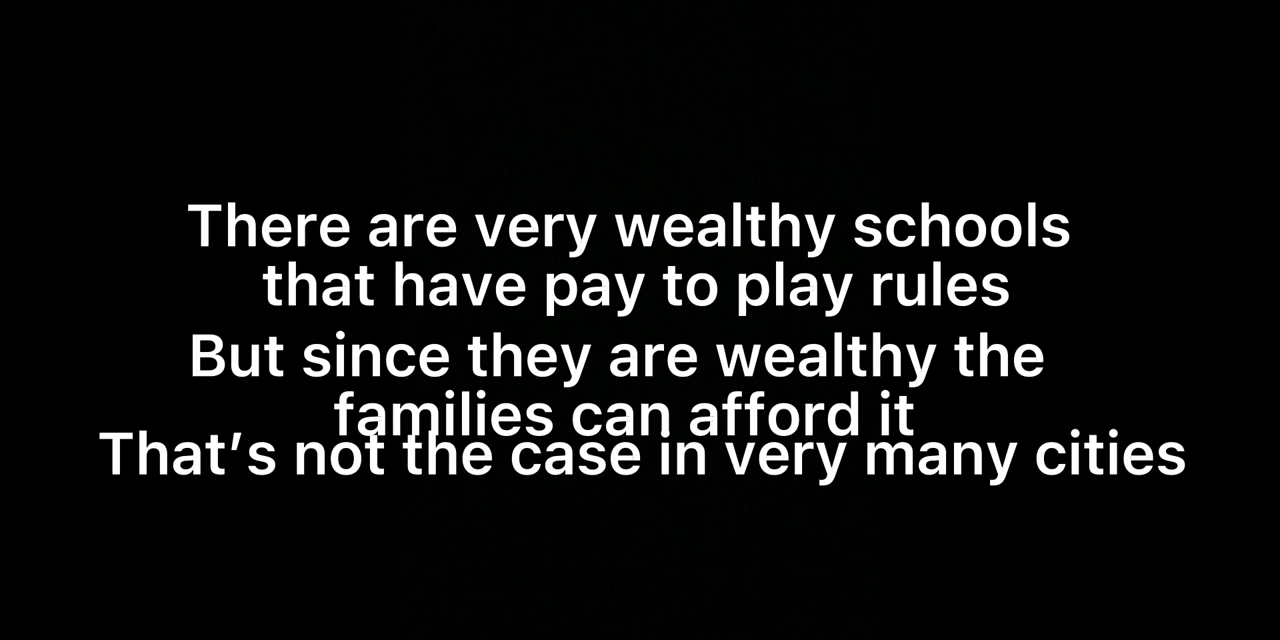 There are very wealthy schools
that have pay to play rules
But since they are wealthy the
families can afford it
That’s not the case in very many cities